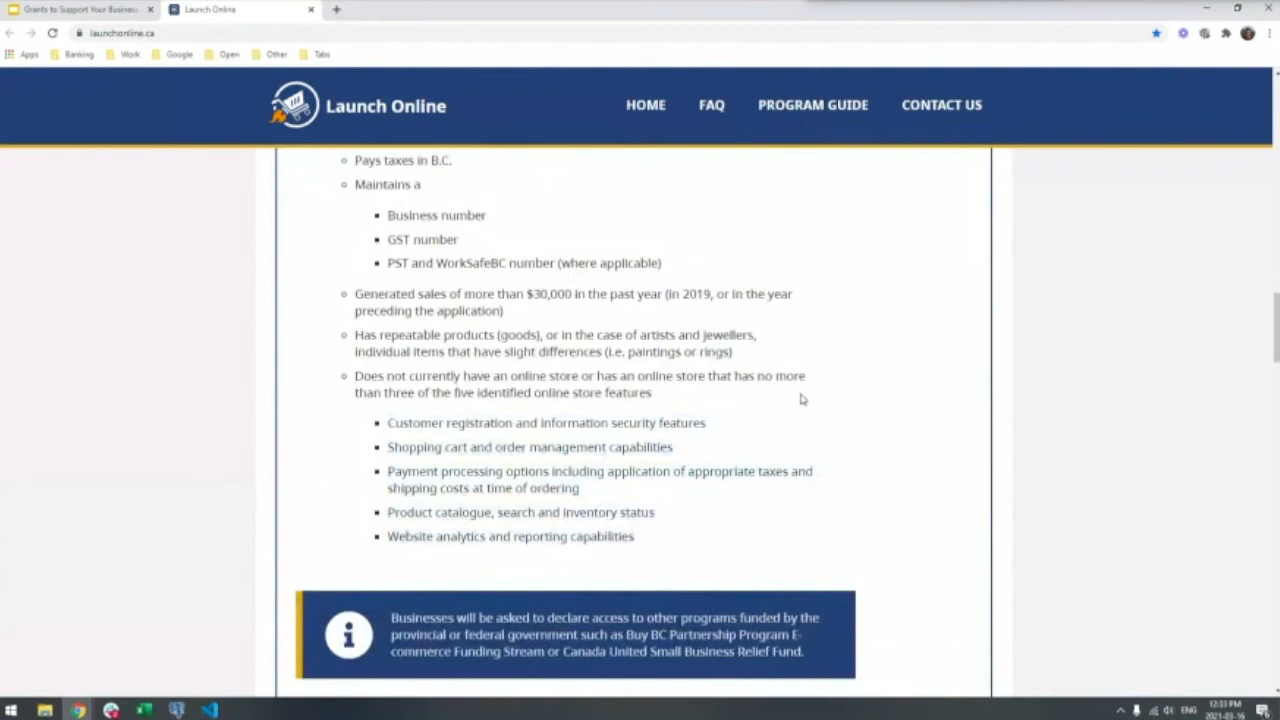 Grants to Support Your Business
Launch Online
launchonline.ca
Apps Banking Work Google Open Other Tabs
Launch Online
HOME FAQ PROGRAM GUIDE CONTACT US
Pays taxes in B.C.
Maintains a
Business number
GST number
PST and WorkSafeBC number (where applicable)
Generated sales of more than $30,000 in the past year (in 2019, or in the year
preceding the application)
Has repeatable products (goods), or in the case of artists and jewellers,
individual items that have slight differences (i.e. paintings or rings)
Does not currently have an online store or has an online store that has no more
than three of the five identified online store features
Customer registration and information security features
Shopping cart and order management capabilities
Payment processing options including application of appropriate taxes and
shipping costs at time of ordering
Product catalogue, search and inventory status
Website analytics and reporting capabilities
Businesses will be asked to declare access to other programs funded by the
provincial or federal government such as Buy BC Partnership Program E-
commerce Funding Stream or Canada United Small Business Relief Fund.
ENG
12:33 PM
2021-03-16